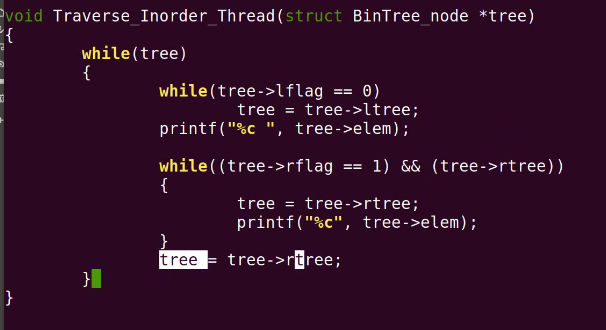 void Traverse_Inorder_Thread(struct BinTree_node *tree)
{
while(tree)
{
while(tree->lflag == 0)
tree = tree->ltree;
printf("%c ", tree->elem);
while((tree->rflag == 1) && (tree->rtree))
{
tree = tree->rtree;
printf("%c", tree->elem);
}
tree = tree->rtree;
}
}